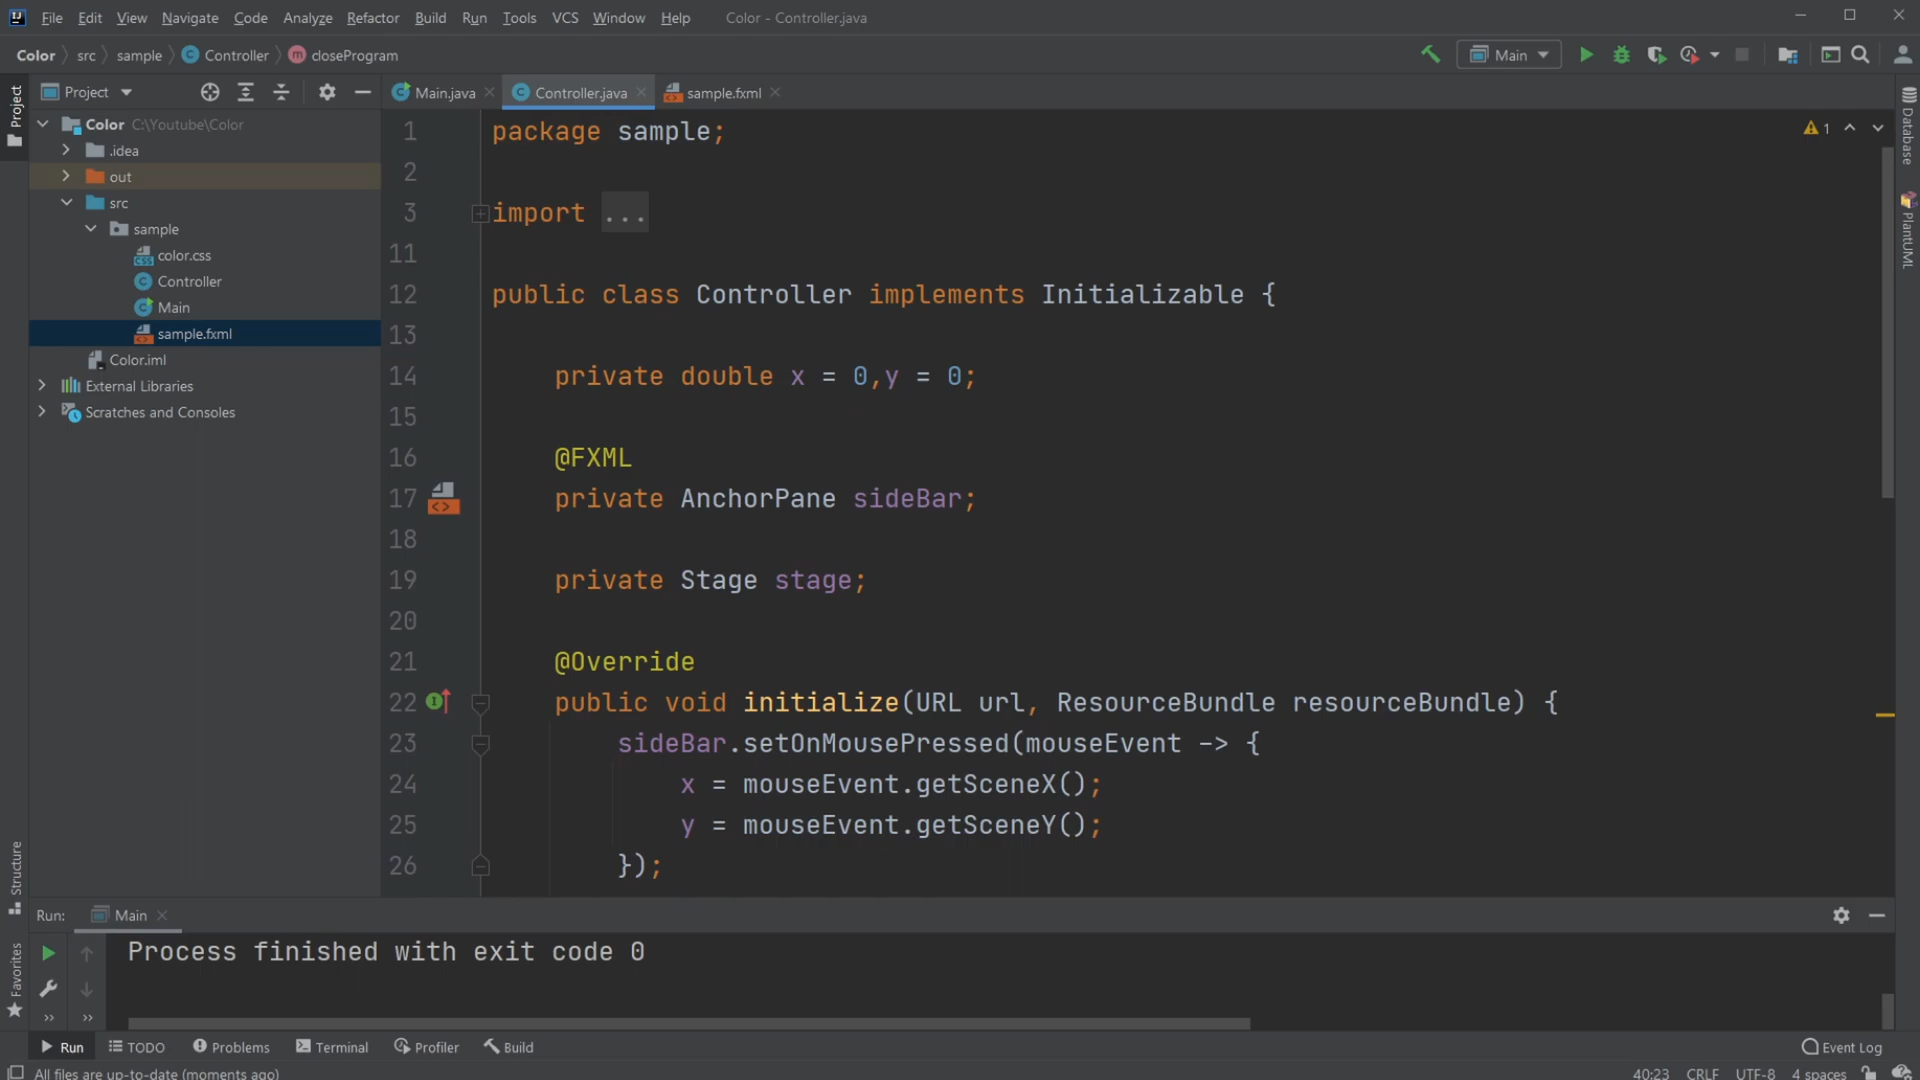 File Edit View Navigate Code Analyze Refactor Build Run Tools VCS Window Help Color - Controller.java
Color src sample Controller closeProgram Main
Project Main.java Controller.java sample.fxml
Color C:\Youtube\Color
.idea
out
src
sample
color.css
Controller
Main
sample.fxml
Color.iml
External Libraries
Scratches and Consoles
Project
Structure
Favorites
1 package sample;
2
3 import ...
11
12 public class Controller implements Initializable {
13
14 private double x = 0,y = 0;
15
16 @FXML
17 private AnchorPane sideBar;
18
19 private Stage stage;
20
21 @Override
22 public void initialize(URL url, ResourceBundle resourceBundle) {
23 sideBar.setOnMousePressed(mouseEvent -> {
24 x = mouseEvent.getSceneX();
25 y = mouseEvent.getSceneY();
26 });
1
Database
PlantUML
Run: Main
Process finished with exit code 0
Run TODO Problems Terminal Profiler Build Event Log
All files are up-to-date (moments ago) 40:23 CRLF UTF-8 4 spaces